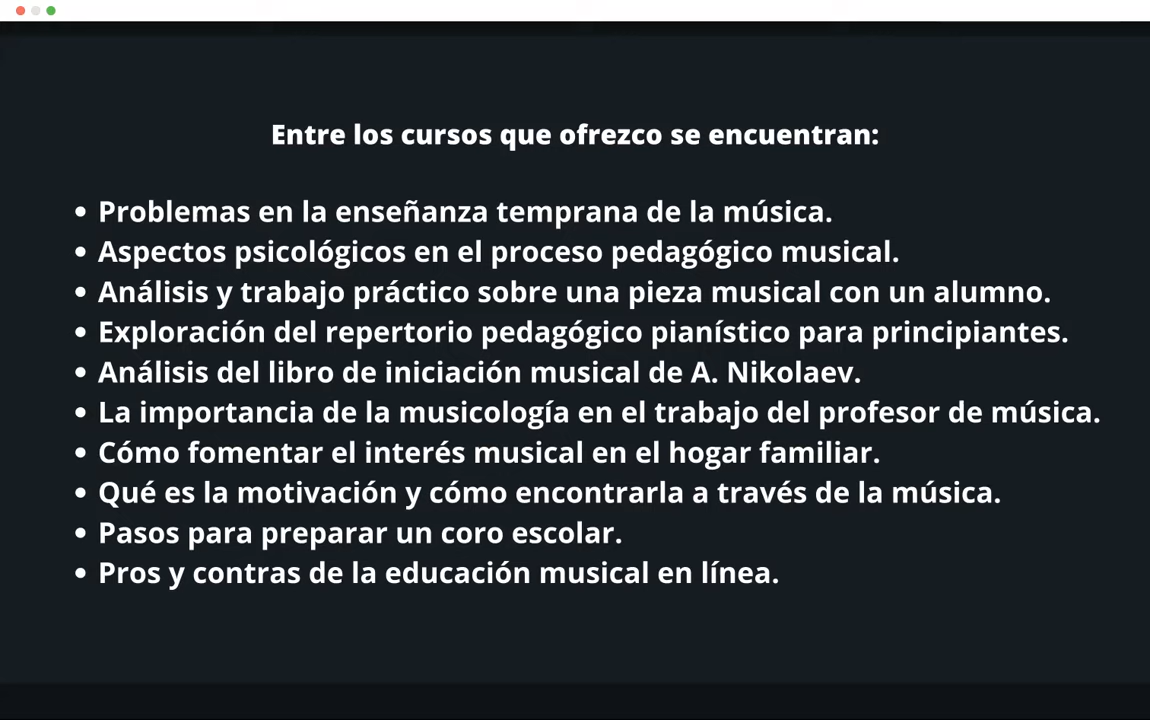 Entre los cursos que ofrezco se encuentran:
• Problemas en la enseñanza temprana de la música.
• Aspectos psicológicos en el proceso pedagógico musical.
• Análisis y trabajo práctico sobre una pieza musical con un alumno.
• Exploración del repertorio pedagógico pianístico para principiantes.
• Análisis del libro de iniciación musical de A. Nikolaev.
• La importancia de la musicología en el trabajo del profesor de música.
• Cómo fomentar el interés musical en el hogar familiar.
• Qué es la motivación y cómo encontrarla a través de la música.
• Pasos para preparar un coro escolar.
• Pros y contras de la educación musical en línea.